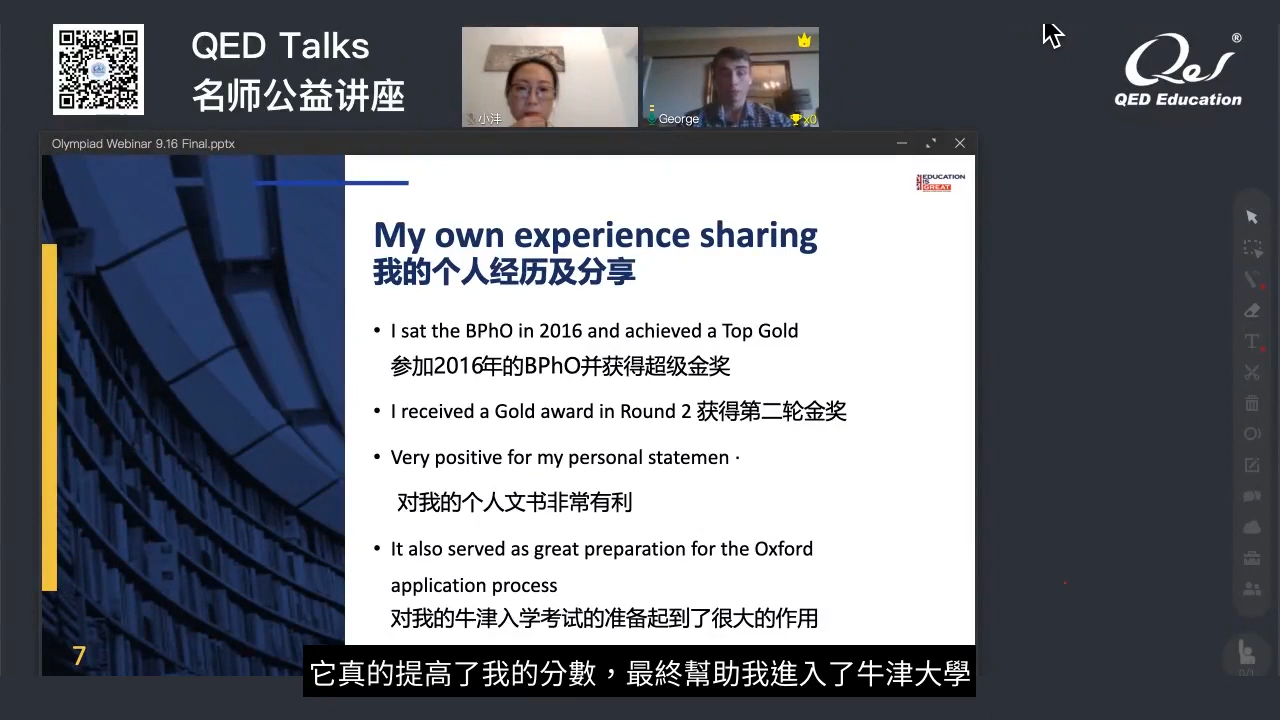 QED Talks
名师公益讲座
小沣
George
x0
Qes ®
QED Education
Olympiad Webinar 9.16 Final.pptx
EDUCATION
IS
GREAT
My own experience sharing
我的个人经历及分享
• I sat the BPhO in 2016 and achieved a Top Gold
参加2016年的BPhO并获得超级金奖
• I received a Gold award in Round 2 获得第二轮金奖
• Very positive for my personal statemen ·
对我的个人文书非常有利
• It also served as great preparation for the Oxford
application process
对我的牛津入学考试的准备起到了很大的作用
7
它真的提高了我的分數，最終幫助我進入了牛津大學
T
0/1